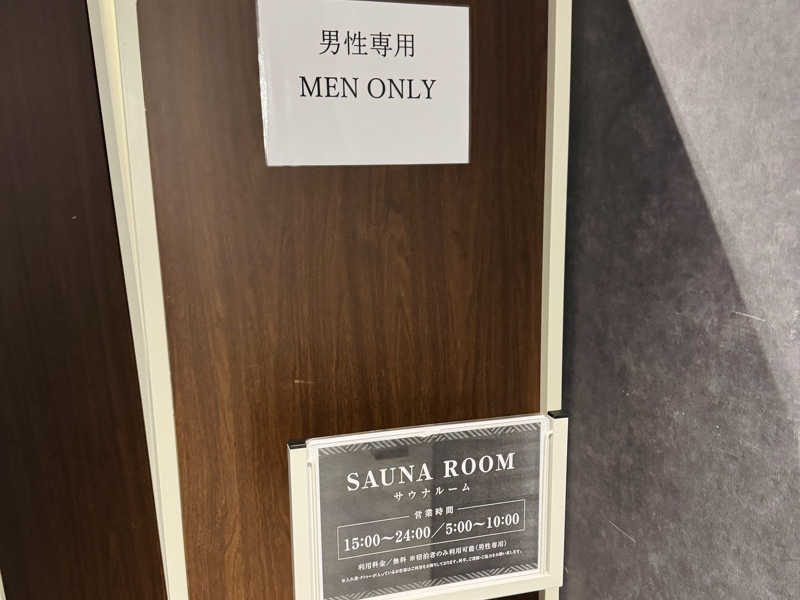 男性専用
MEN ONLY
SAUNA ROOM
サウナルーム
営業時間
15:00〜24:00/5:00〜10:00
利用料金/無料 ※宿泊者のみ利用可能(男性専用)